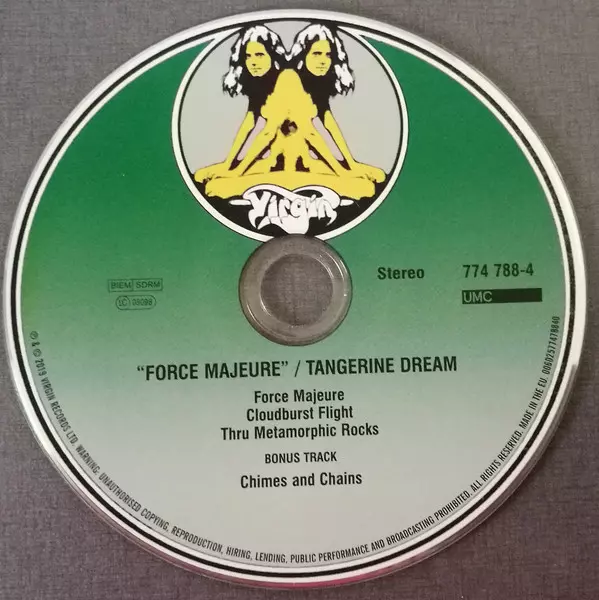 Virgin
Stereo 774 788-4
BIEM SDRM
LC 09098
UMC
"FORCE MAJEURE" / TANGERINE DREAM
Force Majeure
Cloudburst Flight
Thru Metamorphic Rocks
BONUS TRACK
Chimes and Chains
℗ & © 2019 VIRGIN RECORDS LTD. WARNING: UNAUTHORISED COPYING, REPRODUCTION, HIRING, LENDING, PUBLIC PERFORMANCE AND BROADCASTING PROHIBITED. ALL RIGHTS RESERVED. MADE IN THE EU. 00602577478840